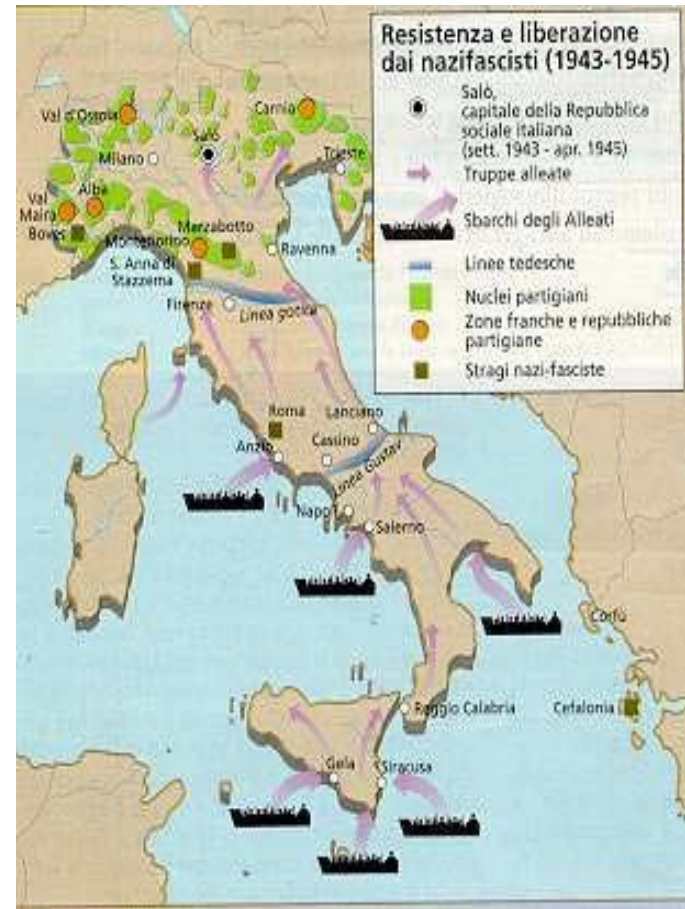 Resistenza e liberazione
dai nazifascisti (1943-1945)
Salò,
capitale della Repubblica
sociale italiana
(sett. 1943 - apr. 1945)
Truppe alleate
Sbarchi degli Alleati
Linee tedesche
Nuclei partigiani
Zone franche e repubbliche
partigiane
Stragi nazi-fasciste
Val d'Ossola
Carnia
Milano
Salò
Trieste
Val
Maira
Alba
Boves
Montefiorino
Marzabotto
Ravenna
S. Anna di
Stazzema
Firenze
Linea gotica
Roma
Lanciano
Anzio
Cassino
Linea Gustav
Napoli
Salerno
Corfù
Reggio Calabria
Cefalonia
Gela
Siracusa